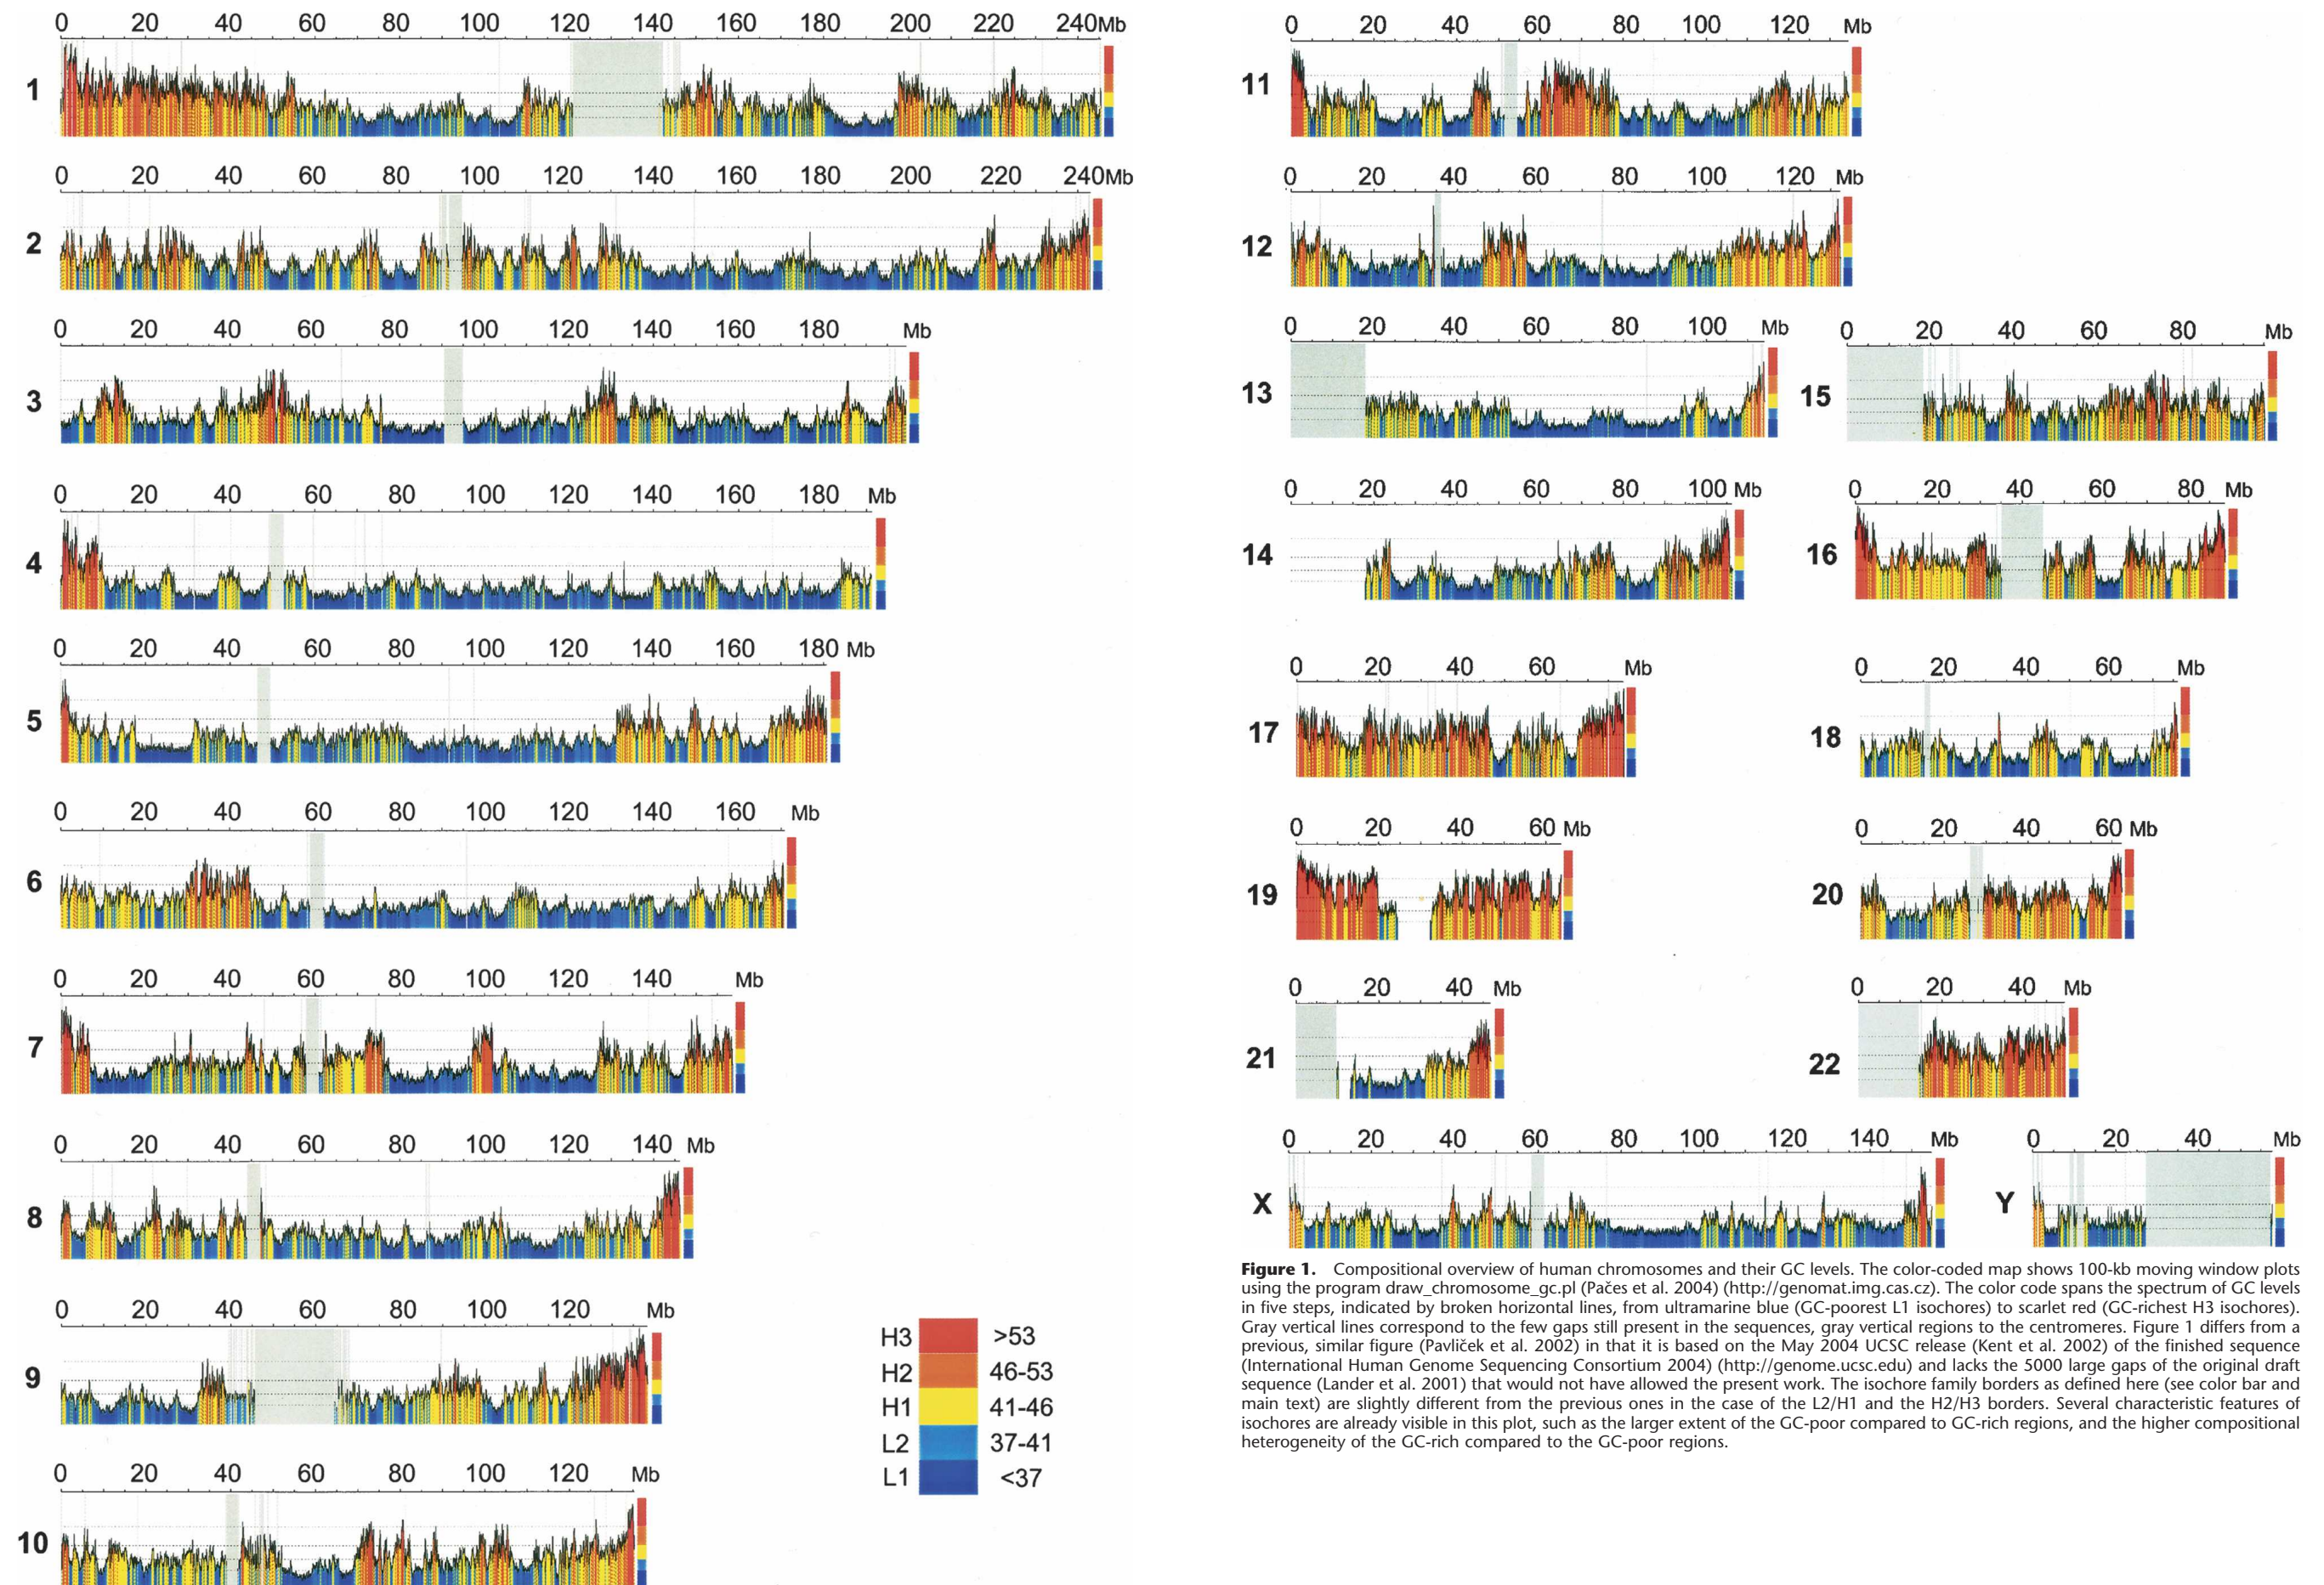 0 20 40 60 80 100 120 140 160 180 200 220 240Mb
1
0 20 40 60 80 100 120 140 160 180 200 220 240Mb
2
0 20 40 60 80 100 120 140 160 180 Mb
3
0 20 40 60 80 100 120 140 160 180 Mb
4
0 20 40 60 80 100 120 140 160 180 Mb
5
0 20 40 60 80 100 120 140 160 Mb
6
0 20 40 60 80 100 120 140 Mb
7
0 20 40 60 80 100 120 140 Mb
8
0 20 40 60 80 100 120 Mb
9
0 20 40 60 80 100 120 Mb
10
H3 >53
H2 46-53
H1 41-46
L2 37-41
L1 <37
0 20 40 60 80 100 120 Mb
11
0 20 40 60 80 100 120 Mb
12
0 20 40 60 80 100 Mb
13
0 20 40 60 80 Mb
15
0 20 40 60 80 100 Mb
14
0 20 40 60 80 Mb
16
0 20 40 60 Mb
17
0 20 40 60 Mb
18
0 20 40 60 Mb
19
0 20 40 60 Mb
20
0 20 40 Mb
21
0 20 40 Mb
22
0 20 40 60 80 100 120 140 Mb
X
0 20 40 Mb
Y
Figure 1. Compositional overview of human chromosomes and their GC levels. The color-coded map shows 100-kb moving window plots
using the program draw_chromosome_gc.pl (Pačes et al. 2004) (http://genomat.img.cas.cz). The color code spans the spectrum of GC levels
in five steps, indicated by broken horizontal lines, from ultramarine blue (GC-poorest L1 isochores) to scarlet red (GC-richest H3 isochores).
Gray vertical lines correspond to the few gaps still present in the sequences, gray vertical regions to the centromeres. Figure 1 differs from a
previous, similar figure (Pavlíček et al. 2002) in that it is based on the May 2004 UCSC release (Kent et al. 2002) of the finished sequence
(International Human Genome Sequencing Consortium 2004) (http://genome.ucsc.edu) and lacks the 5000 large gaps of the original draft
sequence (Lander et al. 2001) that would not have allowed the present work. The isochore family borders as defined here (see color bar and
main text) are slightly different from the previous ones in the case of the L2/H1 and the H2/H3 borders. Several characteristic features of
isochores are already visible in this plot, such as the larger extent of the GC-poor compared to GC-rich regions, and the higher compositional
heterogeneity of the GC-rich compared to the GC-poor regions.